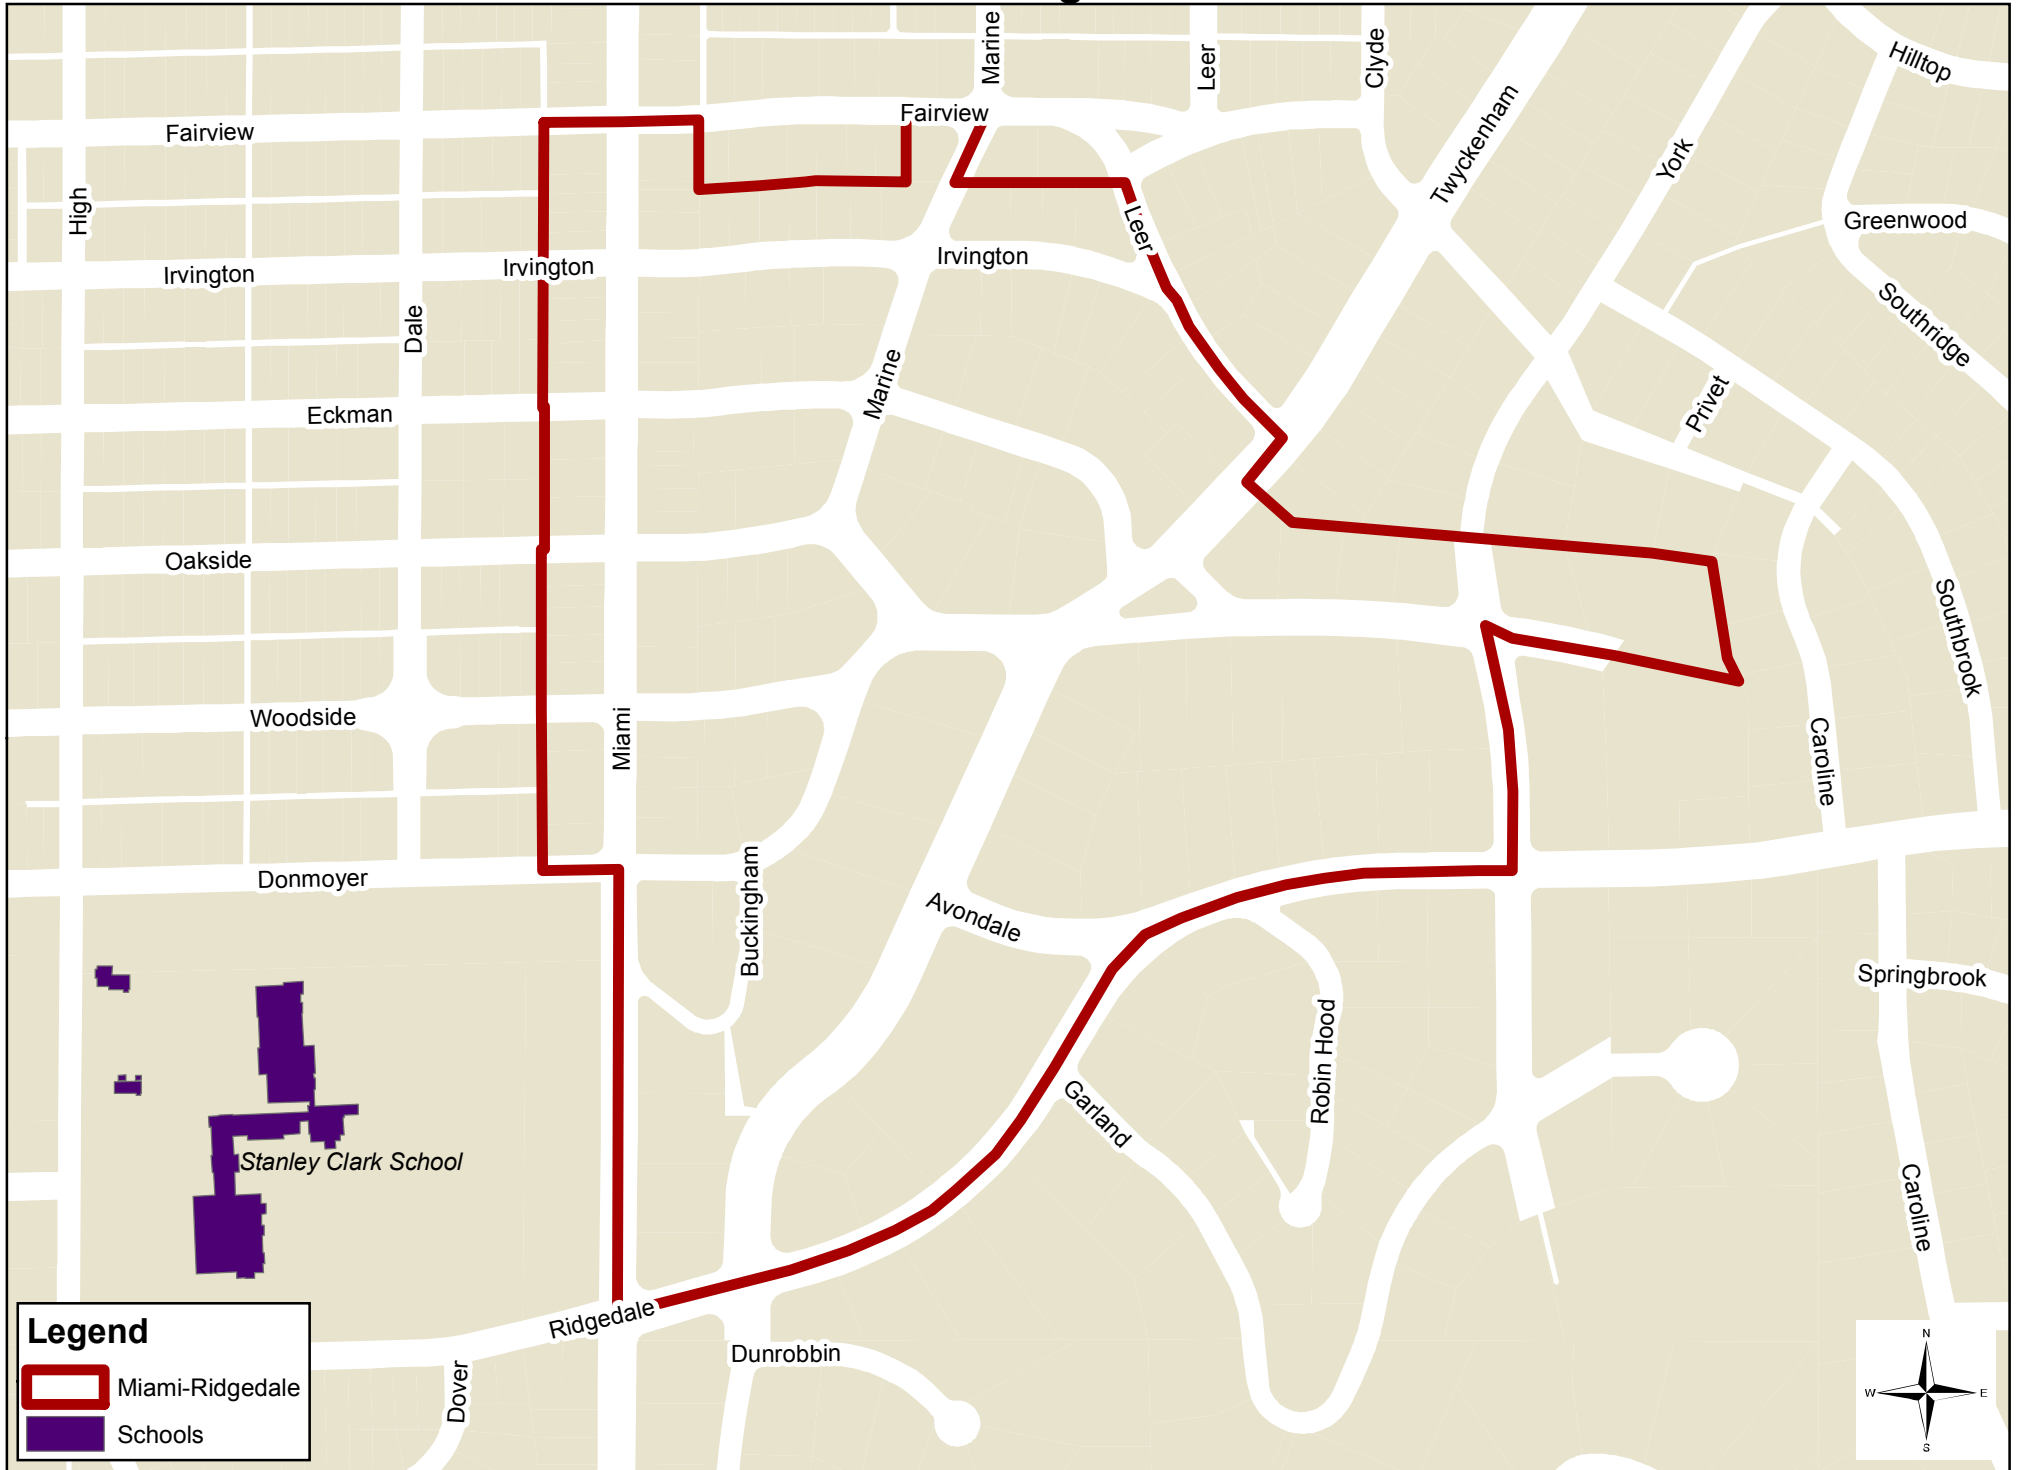 Marine
Leer
Clyde
Hilltop
Fairview
Fairview
Twyckenham
York
High
Leer
Greenwood
Irvington
Irvington
Irvington
Dale
Southridge
Marine
Privet
Eckman
Oakside
Southbrook
Woodside
Miami
Caroline
Donmoyer
Buckingham
Avondale
Springbrook
Robin Hood
Garland
Stanley Clark School
Caroline
Ridgedale
Dunrobbin
Dover
Legend
Miami-Ridgedale
Schools
N
W
E
S